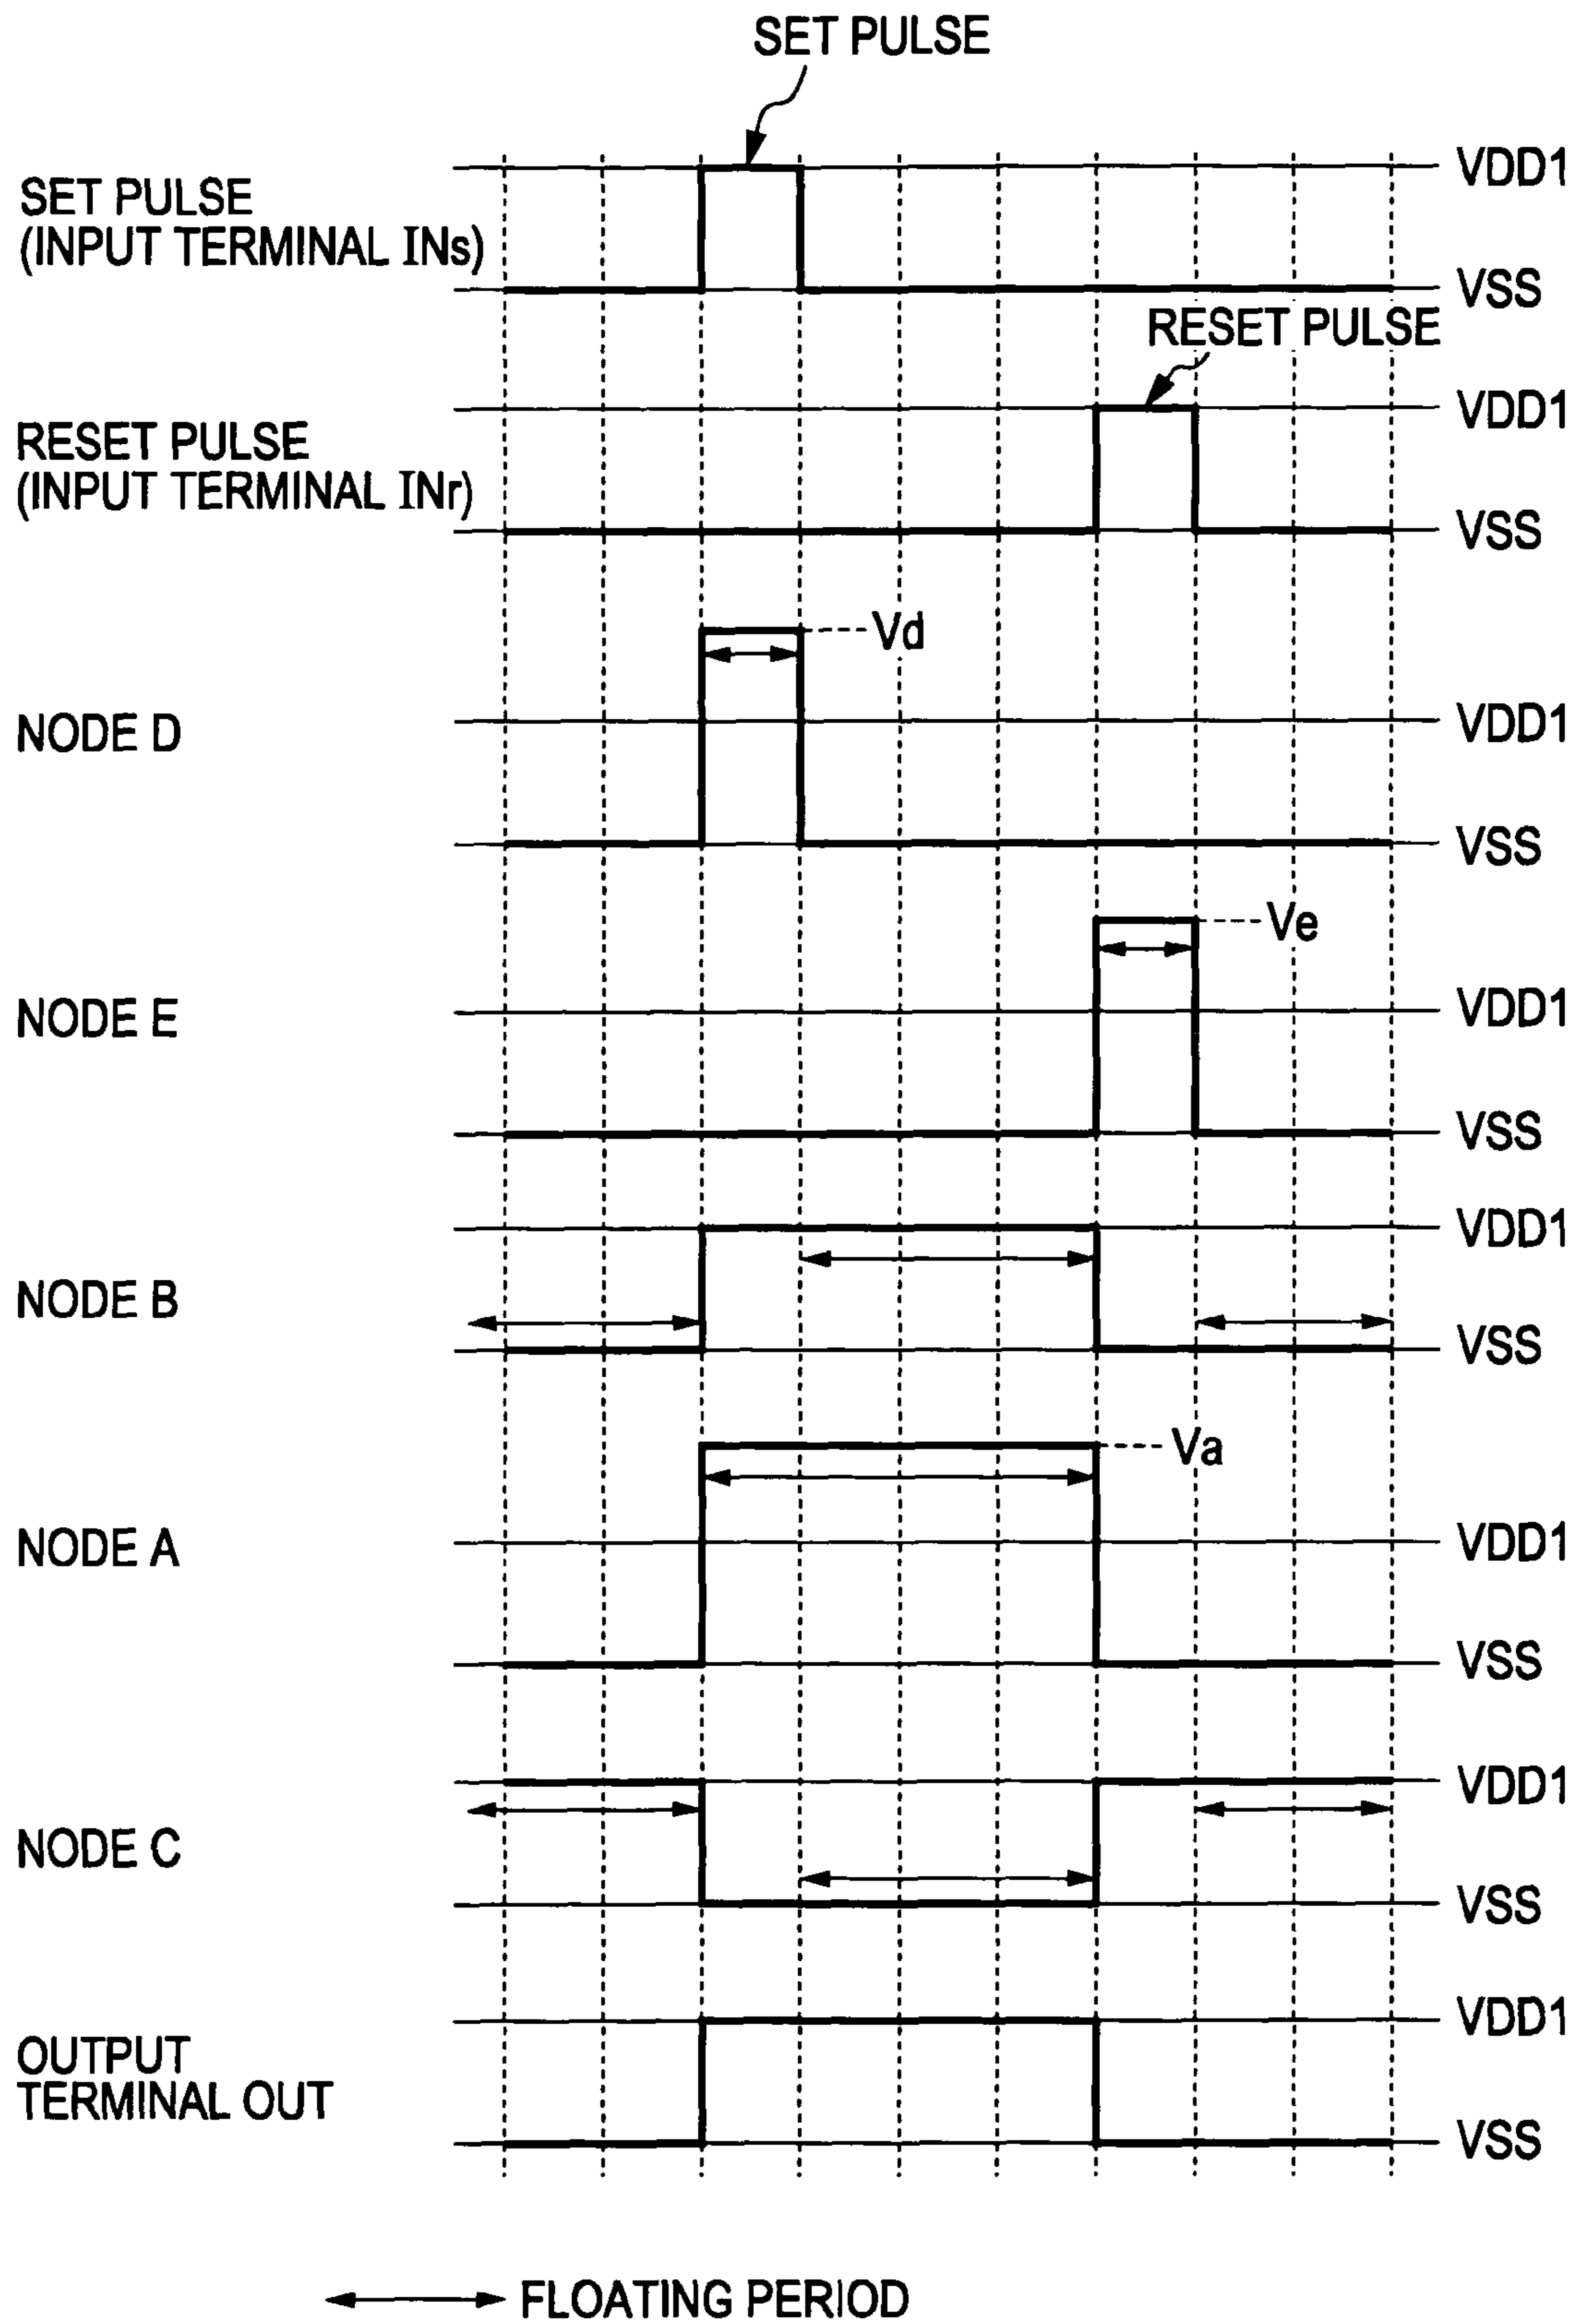 SET PULSE
VDD1
SET PULSE
(INPUT TERMINAL INs)
VSS
RESET PULSE
VDD1
RESET PULSE
(INPUT TERMINAL INr)
VSS
Vd
NODE D
VDD1
VSS
Ve
NODE E
VDD1
VSS
VDD1
NODE B
VSS
Va
NODE A
VDD1
VSS
VDD1
NODE C
VSS
VDD1
OUTPUT
TERMINAL OUT
VSS
FLOATING PERIOD